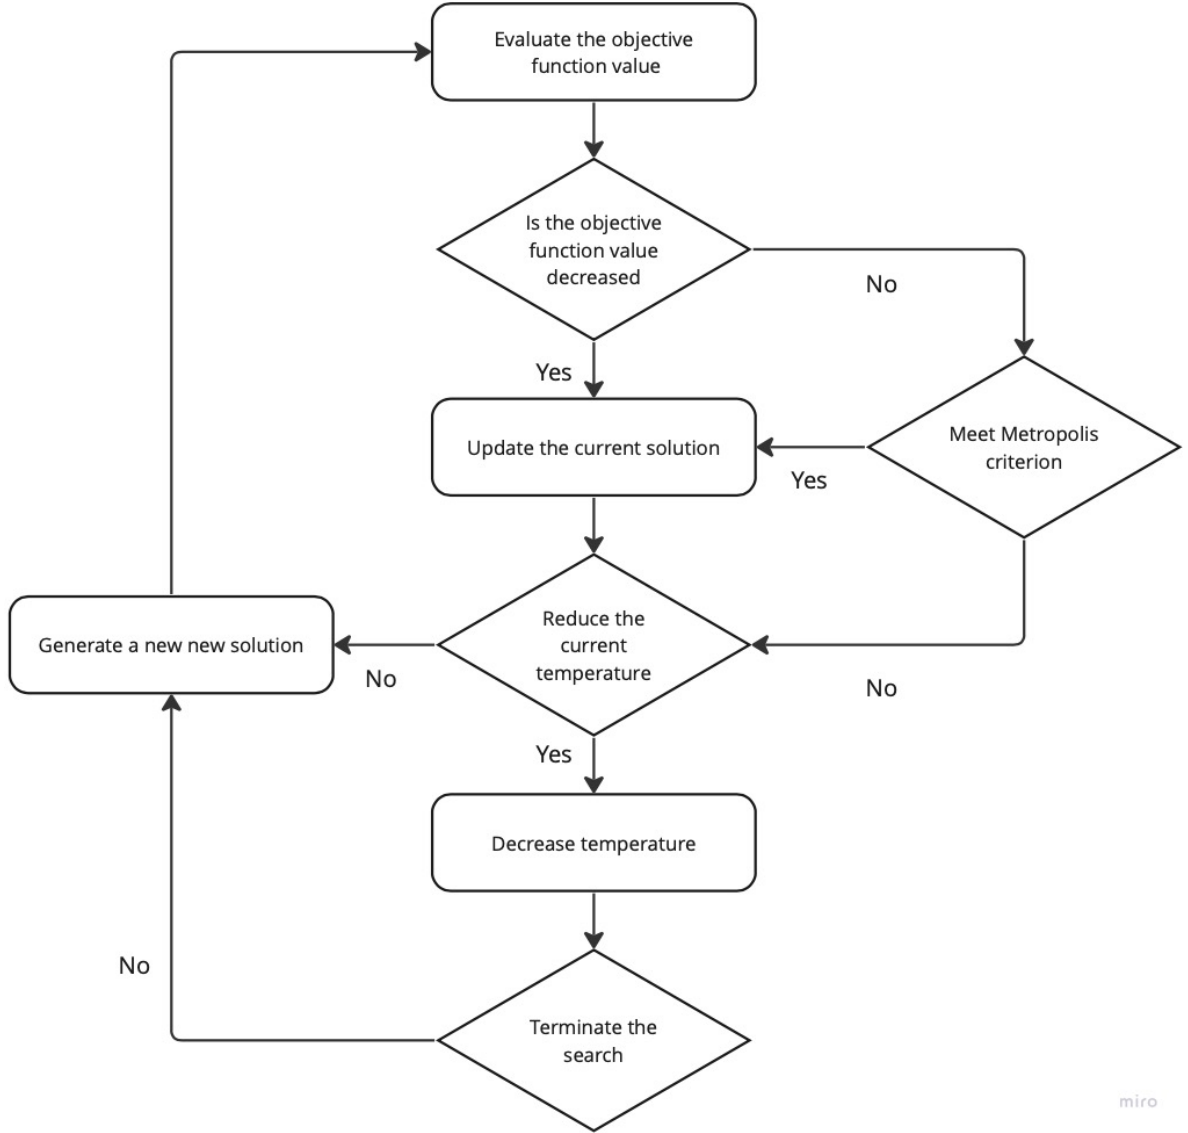 Evaluate the objective
function value
Is the objective
function value
decreased
No
Yes
Update the current solution
Meet Metropolis
criterion
Yes
Reduce the
current
temperature
Generate a new new solution
No
No
Yes
Decrease temperature
No
Terminate the
search
miro